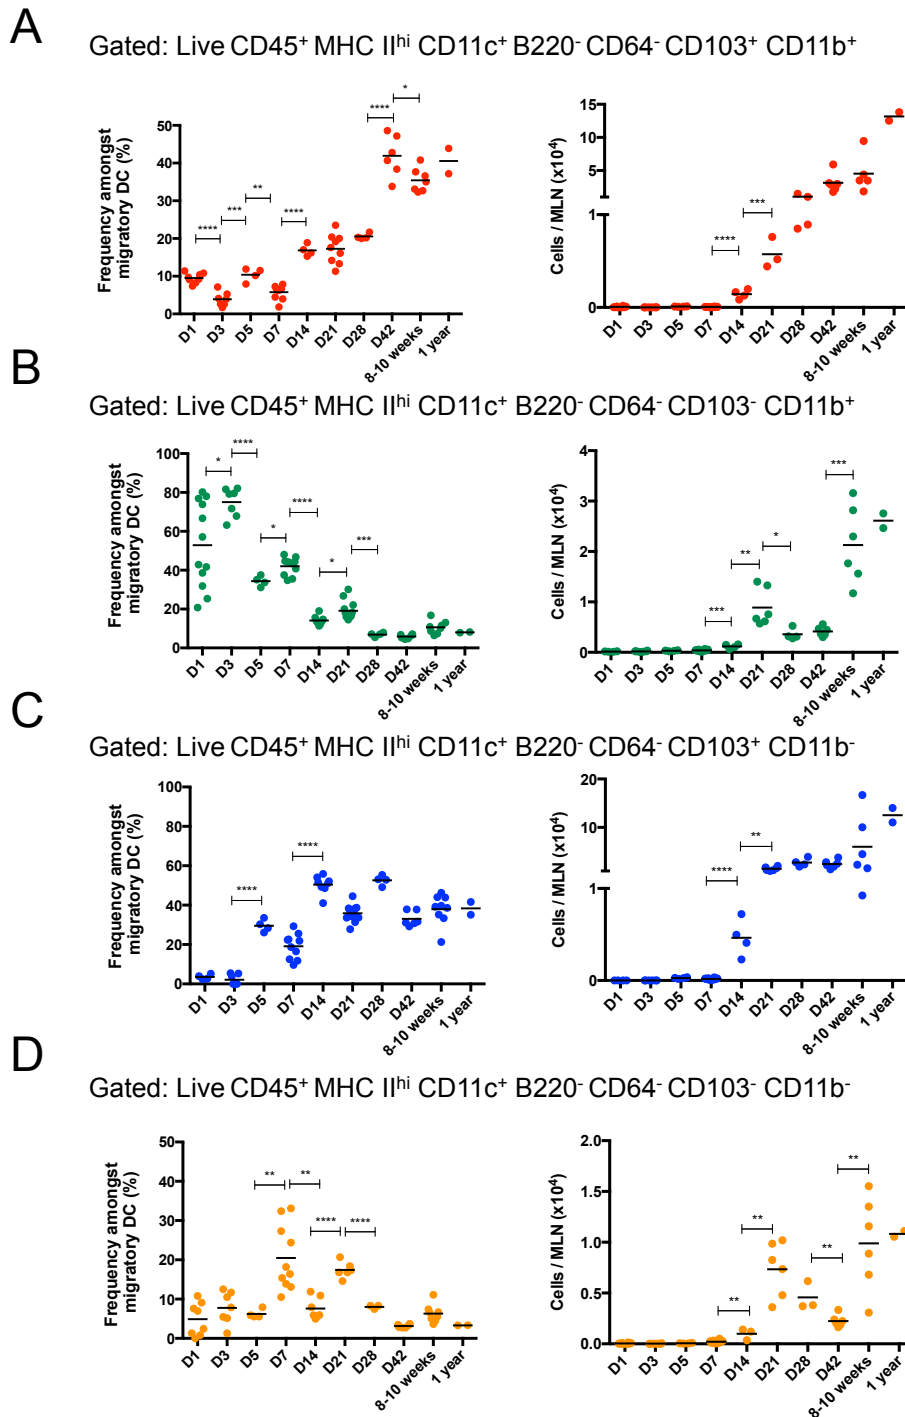 A
Gated: Live CD45⁺ MHC IIʰⁱ CD11c⁺ B220⁻ CD64⁻ CD103⁺ CD11b⁺
Frequency amongst
migratory DC (%)
50
40
30
20
10
0
**** *** ** **** **** *
D1 D3 D5 D7 D14 D21 D28 D42 8-10 weeks 1 year
Cells / MLN (x10⁴)
15
10
5
1
0
**** ***
D1 D3 D5 D7 D14 D21 D28 D42 8-10 weeks 1 year
B
Gated: Live CD45⁺ MHC IIʰⁱ CD11c⁺ B220⁻ CD64⁻ CD103⁻ CD11b⁺
Frequency amongst
migratory DC (%)
100
80
60
40
20
0
* **** * **** * ***
D1 D3 D5 D7 D14 D21 D28 D42 8-10 weeks 1 year
Cells / MLN (x10⁴)
4
3
2
1
0
*** ** * ***
D1 D3 D5 D7 D14 D21 D28 D42 8-10 weeks 1 year
C
Gated: Live CD45⁺ MHC IIʰⁱ CD11c⁺ B220⁻ CD64⁻ CD103⁺ CD11b⁻
Frequency amongst
migratory DC (%)
100
80
60
40
20
0
**** ****
D1 D3 D5 D7 D14 D21 D28 D42 8-10 weeks 1 year
Cells / MLN (x10⁴)
20
10
1
0
**** **
D1 D3 D5 D7 D14 D21 D28 D42 8-10 weeks 1 year
D
Gated: Live CD45⁺ MHC IIʰⁱ CD11c⁺ B220⁻ CD64⁻ CD103⁻ CD11b⁻
Frequency amongst
migratory DC (%)
50
40
30
20
10
0
** ** **** ****
D1 D3 D5 D7 D14 D21 D28 D42 8-10 weeks 1 year
Cells / MLN (x10⁴)
2.0
1.5
1.0
0.5
0.0
** ** ** **
D1 D3 D5 D7 D14 D21 D28 D42 8-10 weeks 1 year